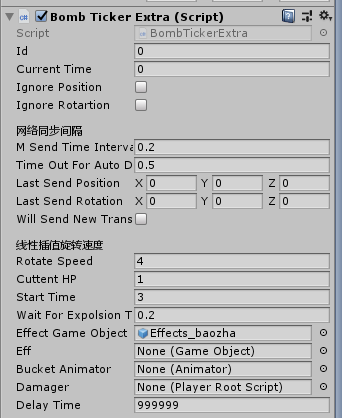 Bomb Ticker Extra (Script)
Script BombTickerExtra
Id 0
Current Time 0
Ignore Position
Ignore Rotartion
网络同步间隔
M Send Time Interva 0.2
Time Out For Auto D 0.5
Last Send Position X 0 Y 0 Z 0
Last Send Rotation X 0 Y 0 Z 0
Will Send New Trans
线性插值旋转速度
Rotate Speed 4
Cuttent HP 1
Start Time 3
Wait For Expolsion T 0.2
Effect Game Object Effects_baozha
Eff None (Game Object)
Bucket Animator None (Animator)
Damager None (Player Root Script)
Delay Time 999999